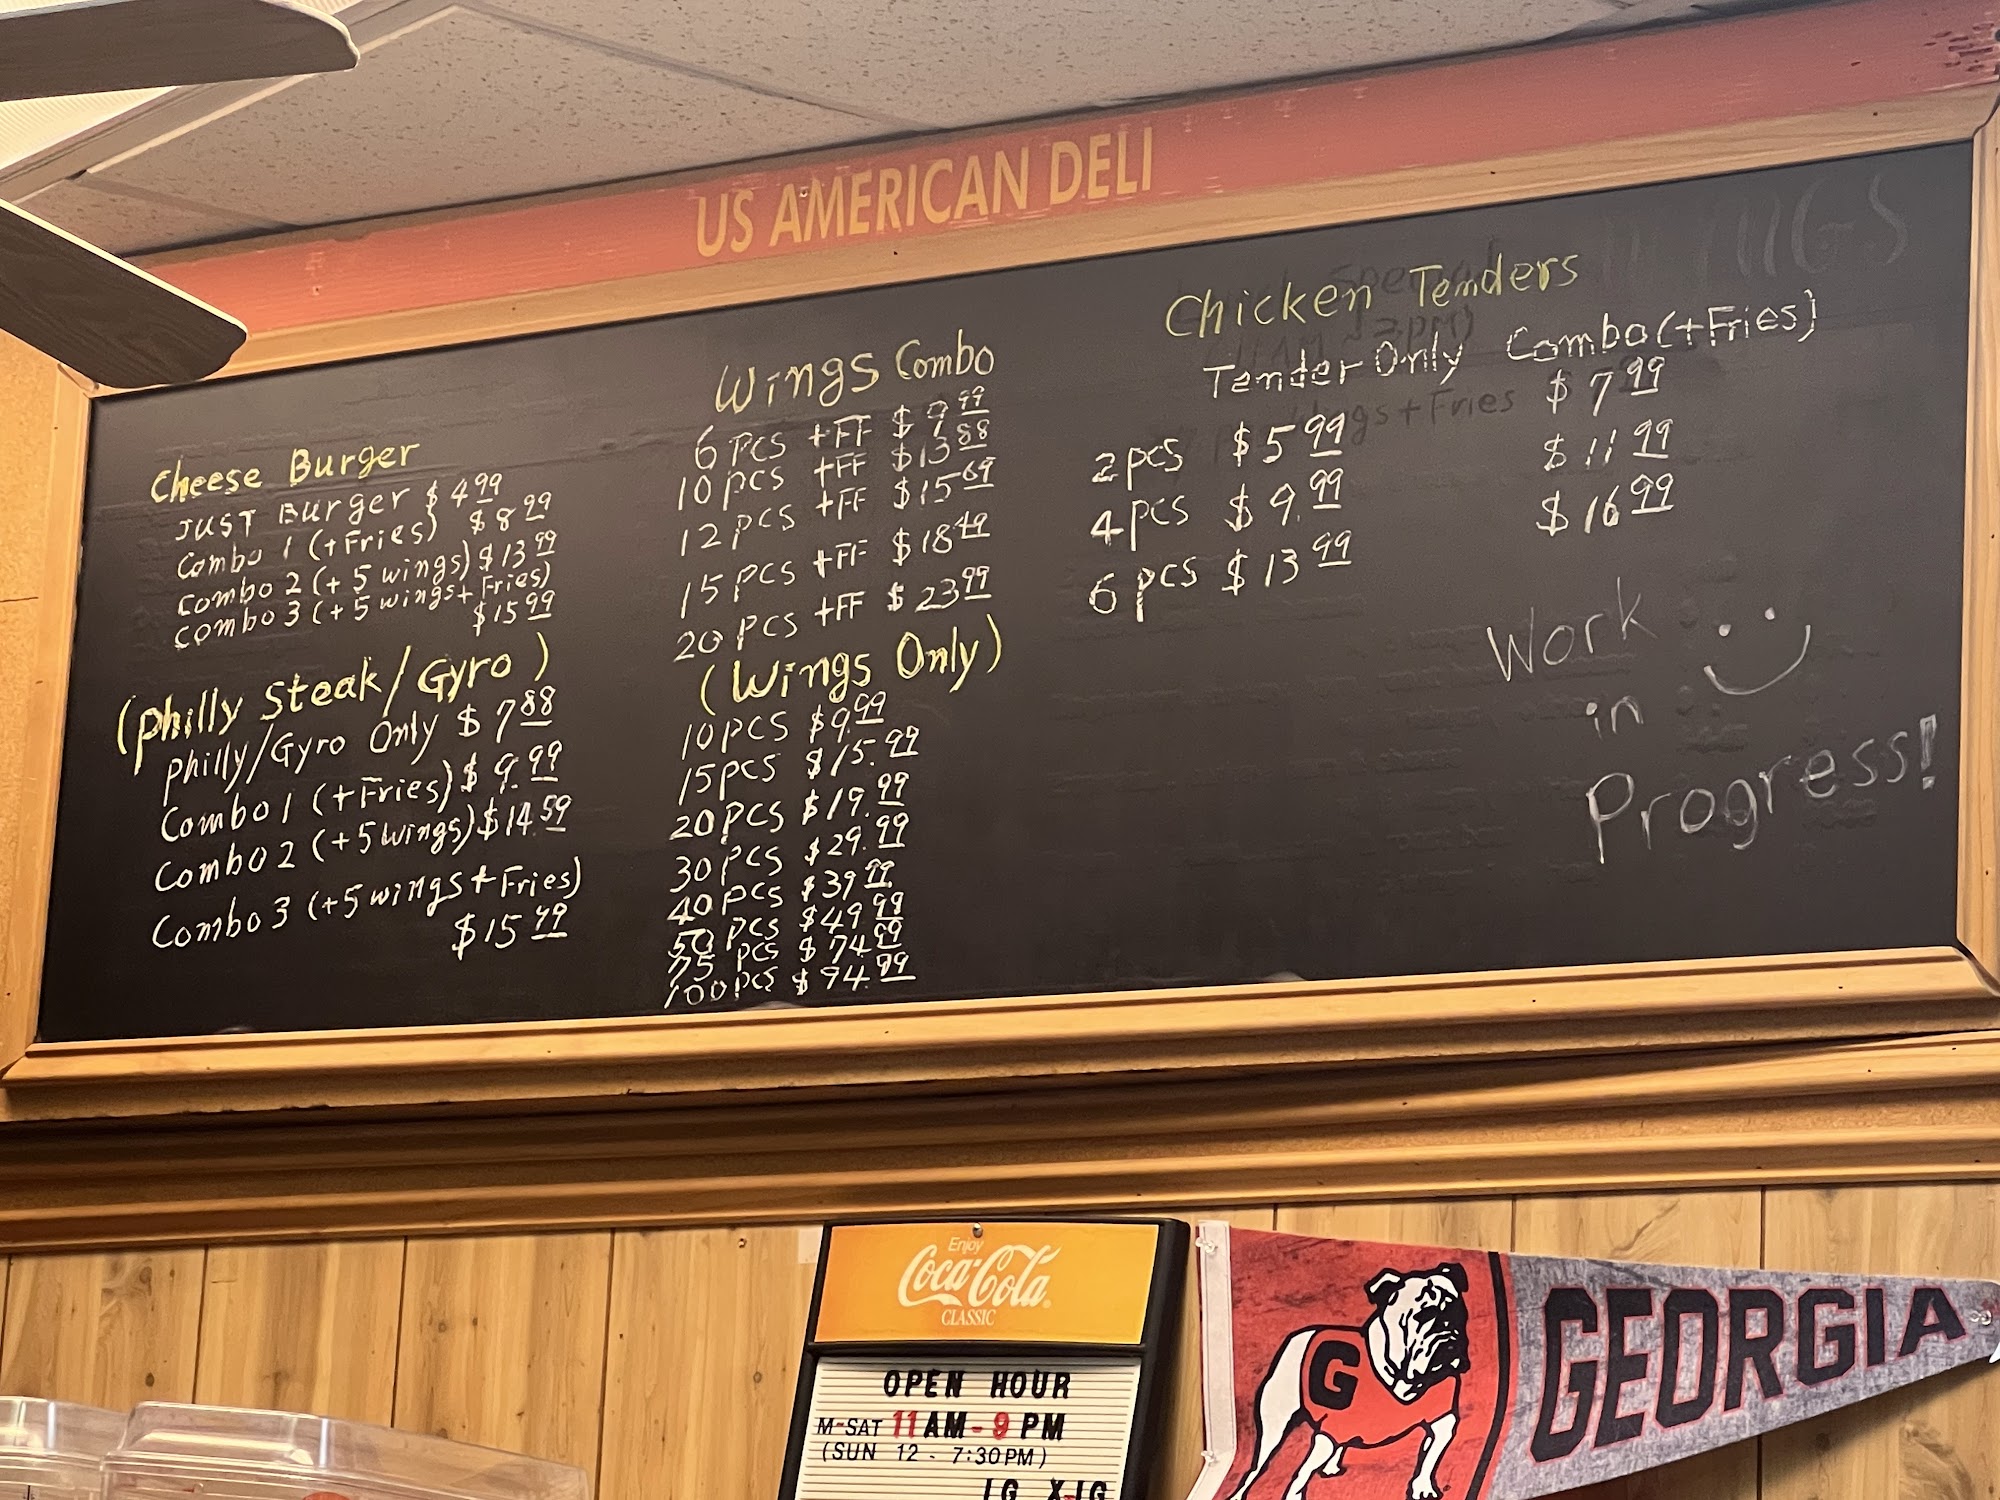 US AMERICAN DELI
Cheese Burger
JUST Burger $4.99
Combo 1 (+Fries) $8.99
Combo 2 (+5 wings) $13.99
Combo 3 (+5 wings+Fries)
$15.99
(Philly Steak/Gyro)
Philly/Gyro Only $7.88
Combo 1 (+Fries) $9.99
Combo 2 (+5 wings) $14.59
Combo 3 (+5 wings+Fries)
$15.99
Wings Combo
6 PCS +FF $9.99
10 PCS +FF $13.88
12 PCS +FF $15.69
15 PCS +FF $18.49
20 PCS +FF $23.99
(Wings Only)
10 PCS $9.99
15 PCS $15.99
20 PCS $19.99
30 PCS $29.99
40 PCS $39.99
50 PCS $49.99
75 PCS $74.99
100 PCS $94.99
Chicken Tenders
Tender Only Combo (+Fries)
2 pcs $5.99 $7.99
4 pcs $9.99 $11.99
6 pcs $13.99 $16.99
Work
in
Progress!
Enjoy
Coca-Cola
CLASSIC
OPEN HOUR
M-SAT 11AM-9PM
(SUN 12 - 7:30PM)
G
GEORGIA